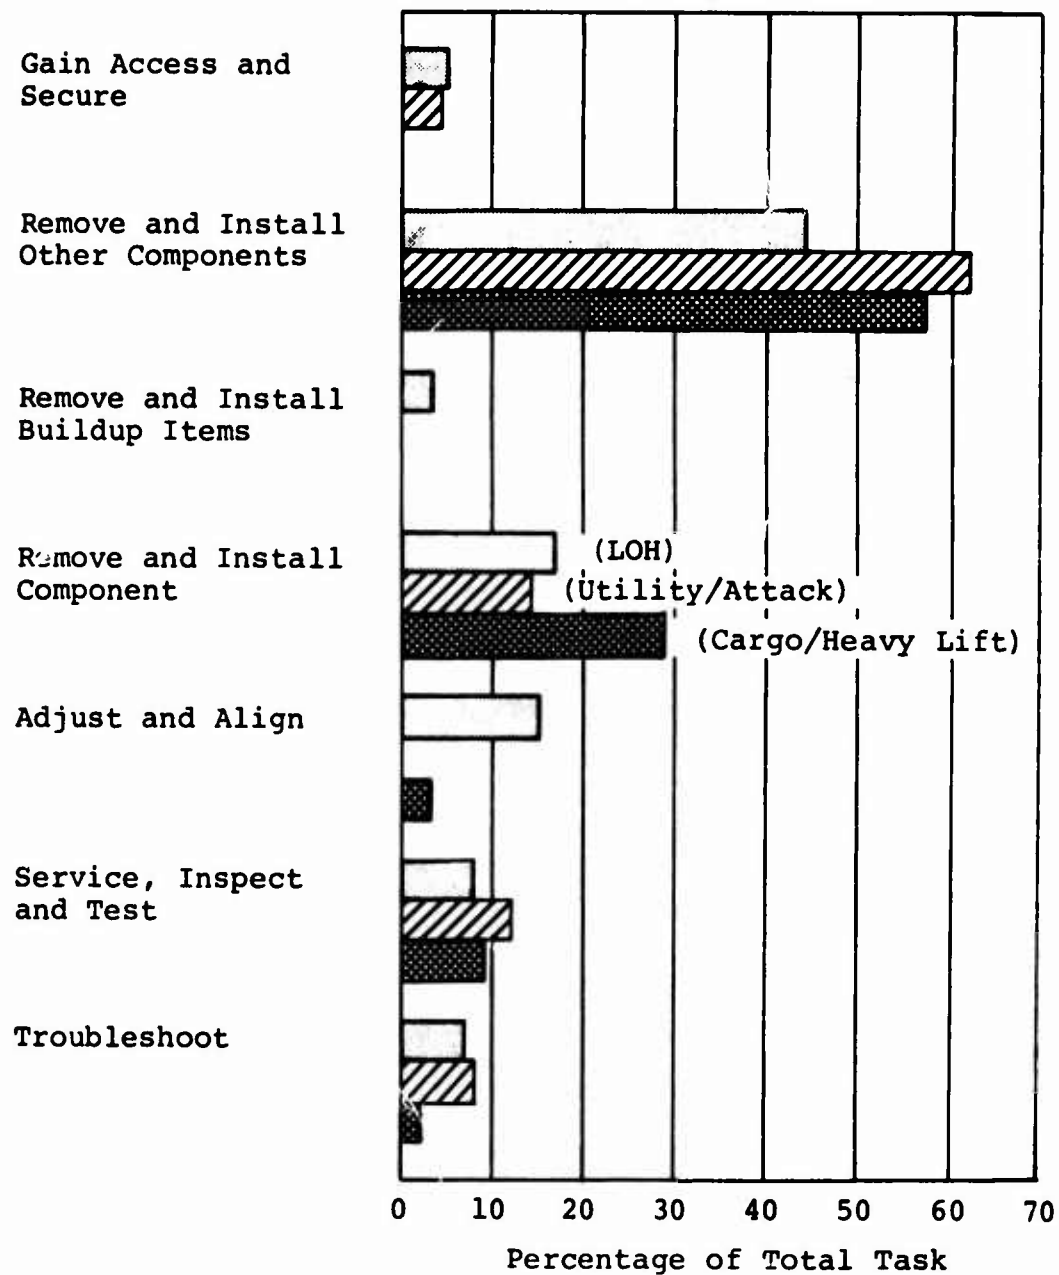 Gain Access and
Secure
Remove and Install
Other Components
Remove and Install
Buildup Items
Remove and Install
Component
(LOH)
(Utility/Attack)
(Cargo/Heavy Lift)
Adjust and Align
Service, Inspect
and Test
Troubleshoot
0 10 20 30 40 50 60 70
Percentage of Total Task